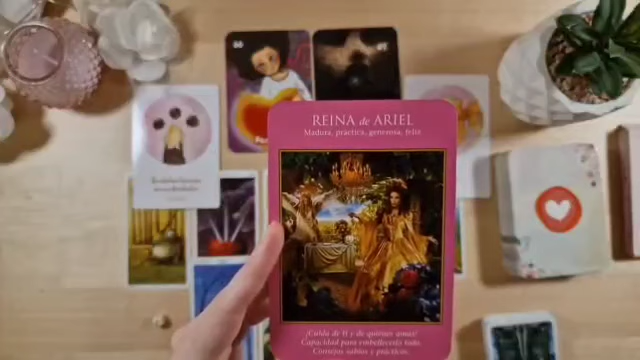 REINA de ARIEL
Madura, práctica, generosa, feliz
¡Cuida de ti y de quienes amas!
Capacidad para embellecerlo todo.
Consejos sabios y prácticos.